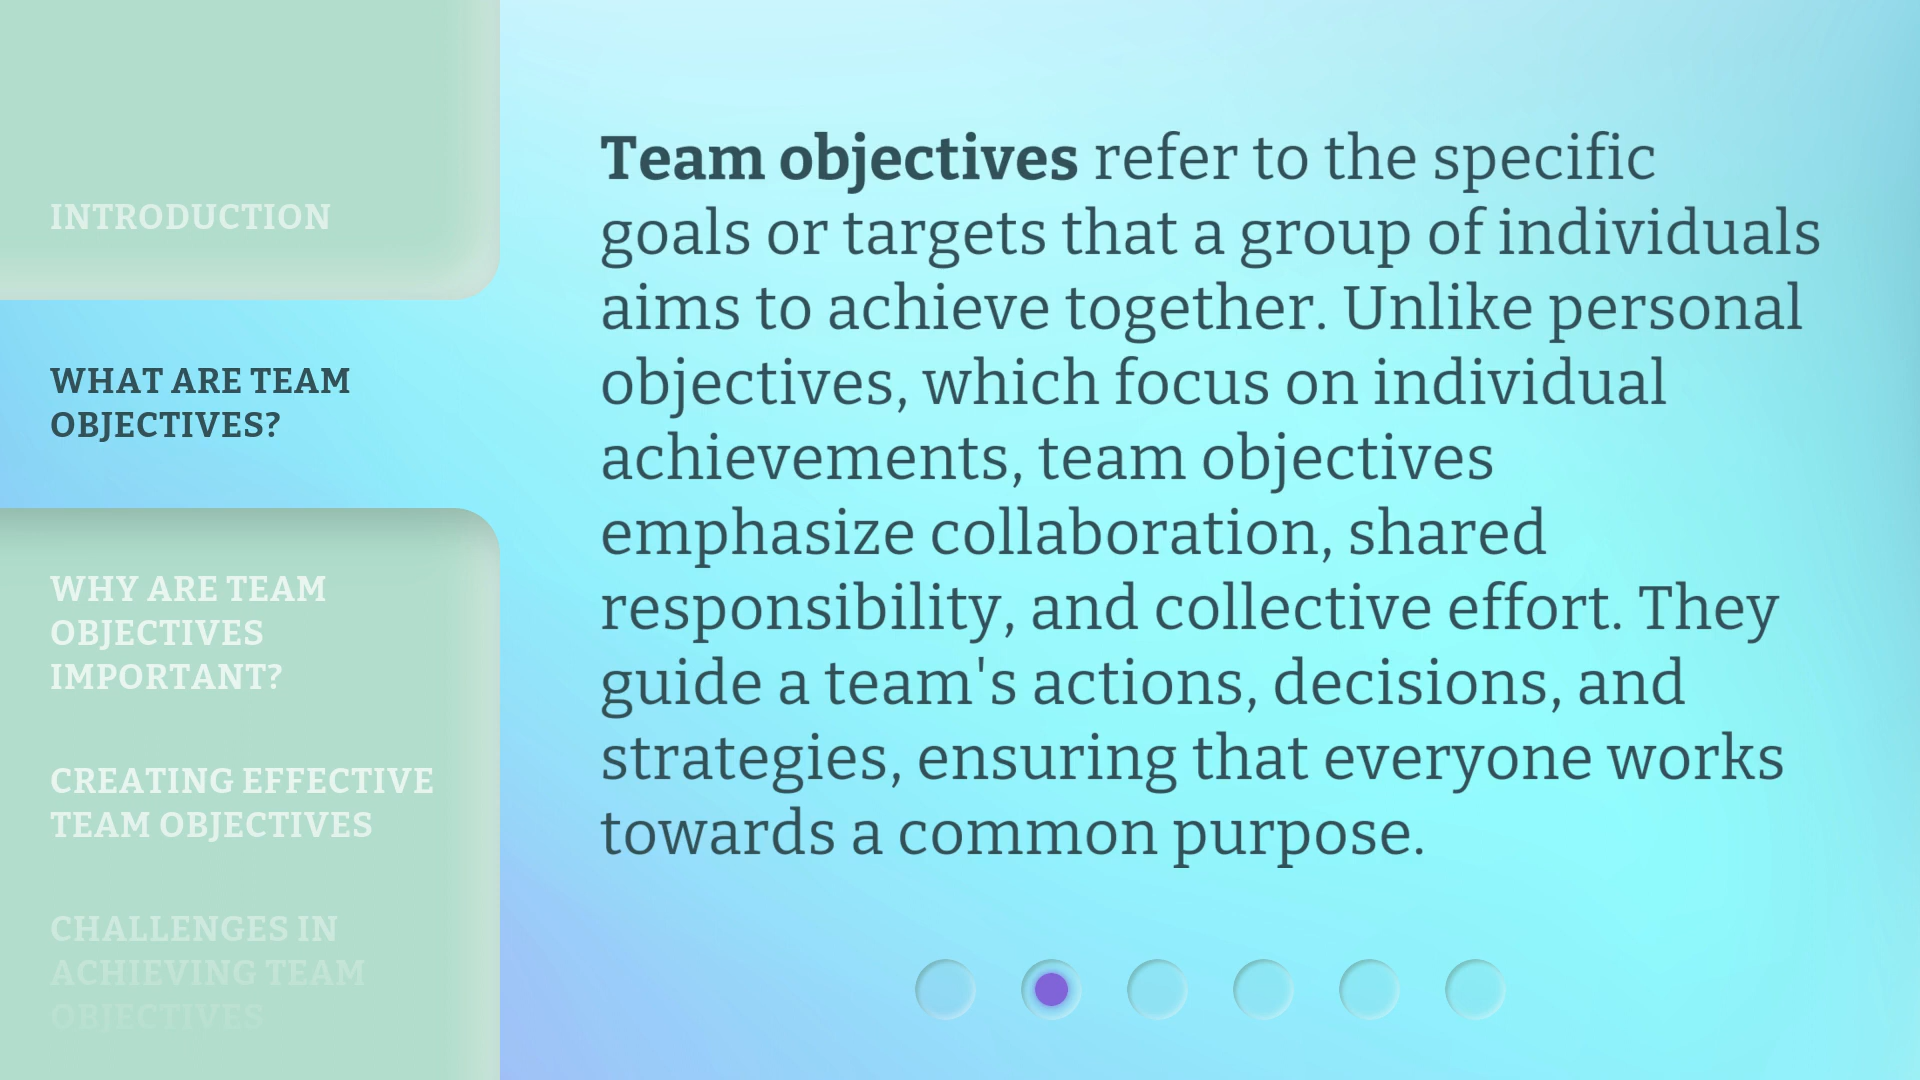 INTRODUCTION
WHAT ARE TEAM
OBJECTIVES?
WHY ARE TEAM
OBJECTIVES
IMPORTANT?
CREATING EFFECTIVE
TEAM OBJECTIVES
CHALLENGES IN
ACHIEVING TEAM
OBJECTIVES
Team objectives refer to the specific
goals or targets that a group of individuals
aims to achieve together. Unlike personal
objectives, which focus on individual
achievements, team objectives
emphasize collaboration, shared
responsibility, and collective effort. They
guide a team's actions, decisions, and
strategies, ensuring that everyone works
towards a common purpose.